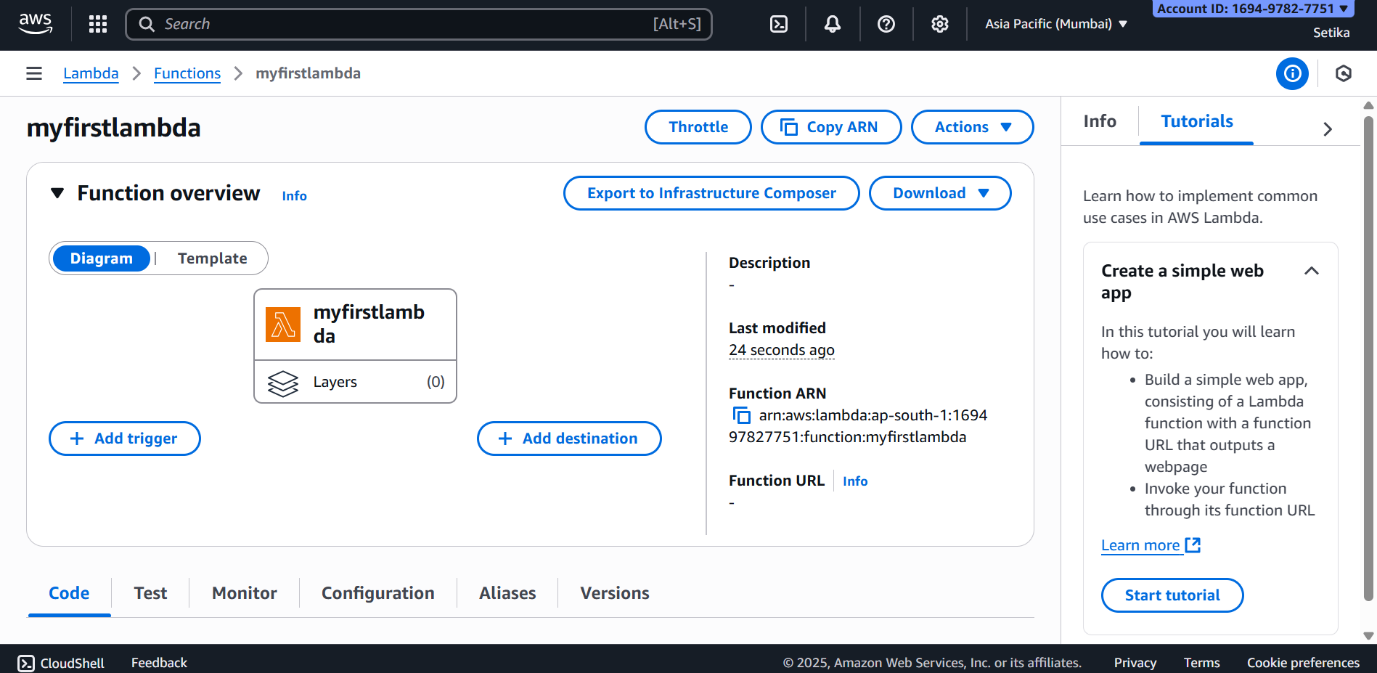 aws
Search [Alt+S]
Asia Pacific (Mumbai) ▼
Account ID: 1694-9782-7751 ▼
Setika
Lambda > Functions > myfirstlambda
myfirstlambda
Throttle
Copy ARN
Actions ▼
▼ Function overview Info
Export to Infrastructure Composer
Download ▼
Diagram | Template
myfirstlamb
da
Layers (0)
+ Add trigger
+ Add destination
Description
-
Last modified
24 seconds ago
Function ARN
arn:aws:lambda:ap-south-1:1694
97827751:function:myfirstlambda
Function URL Info
-
Code
Test
Monitor
Configuration
Aliases
Versions
Info
Tutorials
Learn how to implement common
use cases in AWS Lambda.
Create a simple web
app
In this tutorial you will learn
how to:
• Build a simple web app,
consisting of a Lambda
function with a function
URL that outputs a
webpage
• Invoke your function
through its function URL
Learn more
Start tutorial
CloudShell
Feedback
© 2025, Amazon Web Services, Inc. or its affiliates.
Privacy
Terms
Cookie preferences